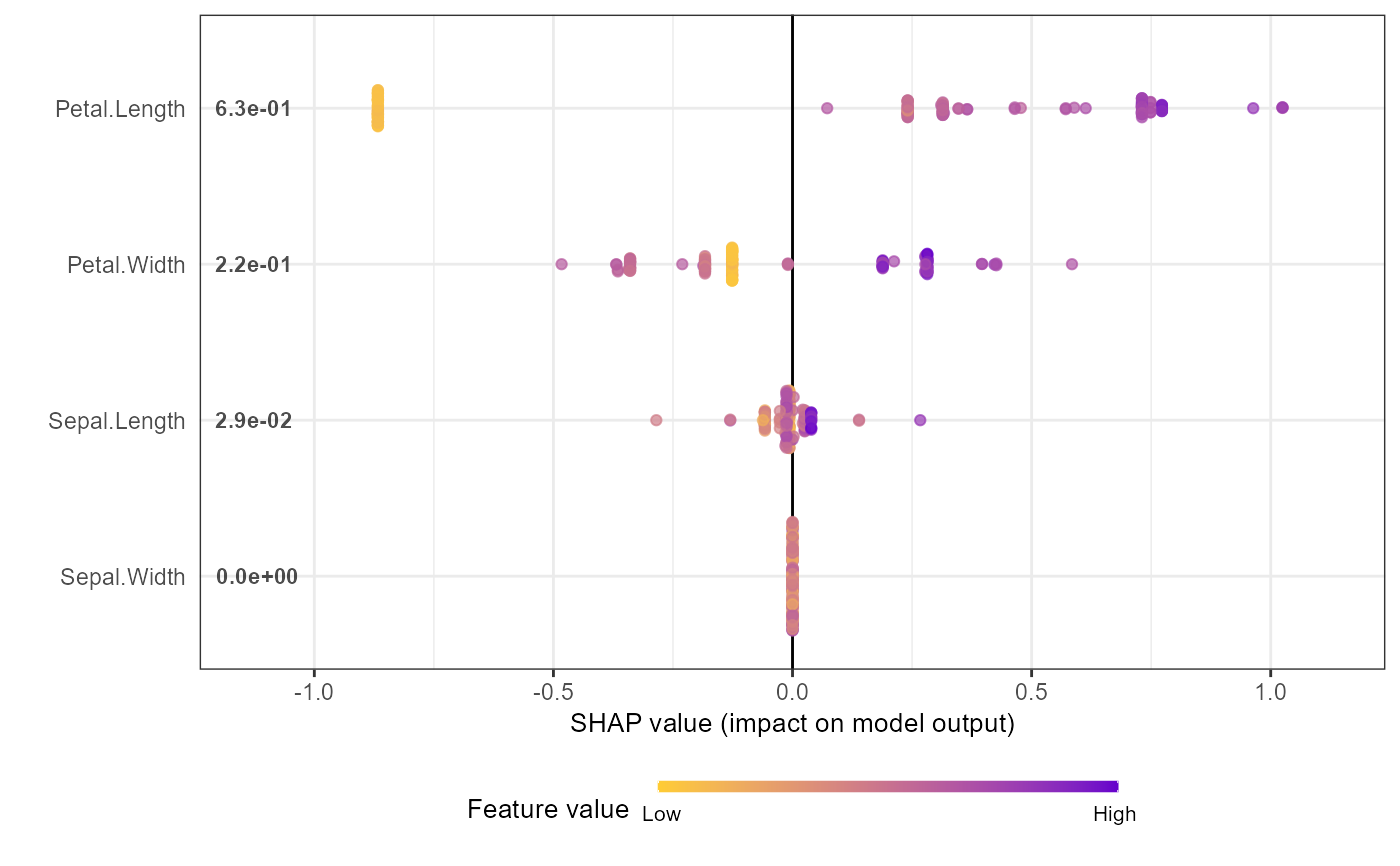 Petal.Length 6.3e-01
Petal.Width 2.2e-01
Sepal.Length 2.9e-02
Sepal.Width 0.0e+00
-1.0 -0.5 0.0 0.5 1.0
SHAP value (impact on model output)
Feature value Low High